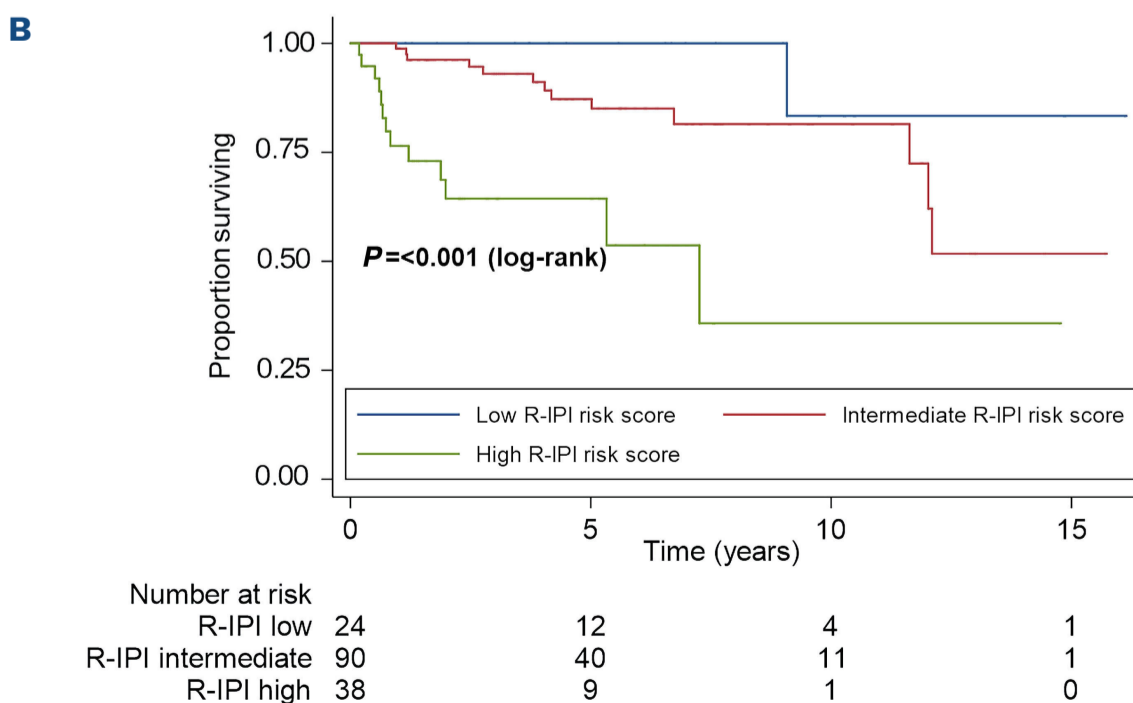 B
1.00
0.75
0.50
0.25
0.00
Proportion surviving
P=<0.001 (log-rank)
Low R-IPI risk score
Intermediate R-IPI risk score
High R-IPI risk score
0 5 10 15
Time (years)
Number at risk
R-IPI low 24 12 4 1
R-IPI intermediate 90 40 11 1
R-IPI high 38 9 1 0